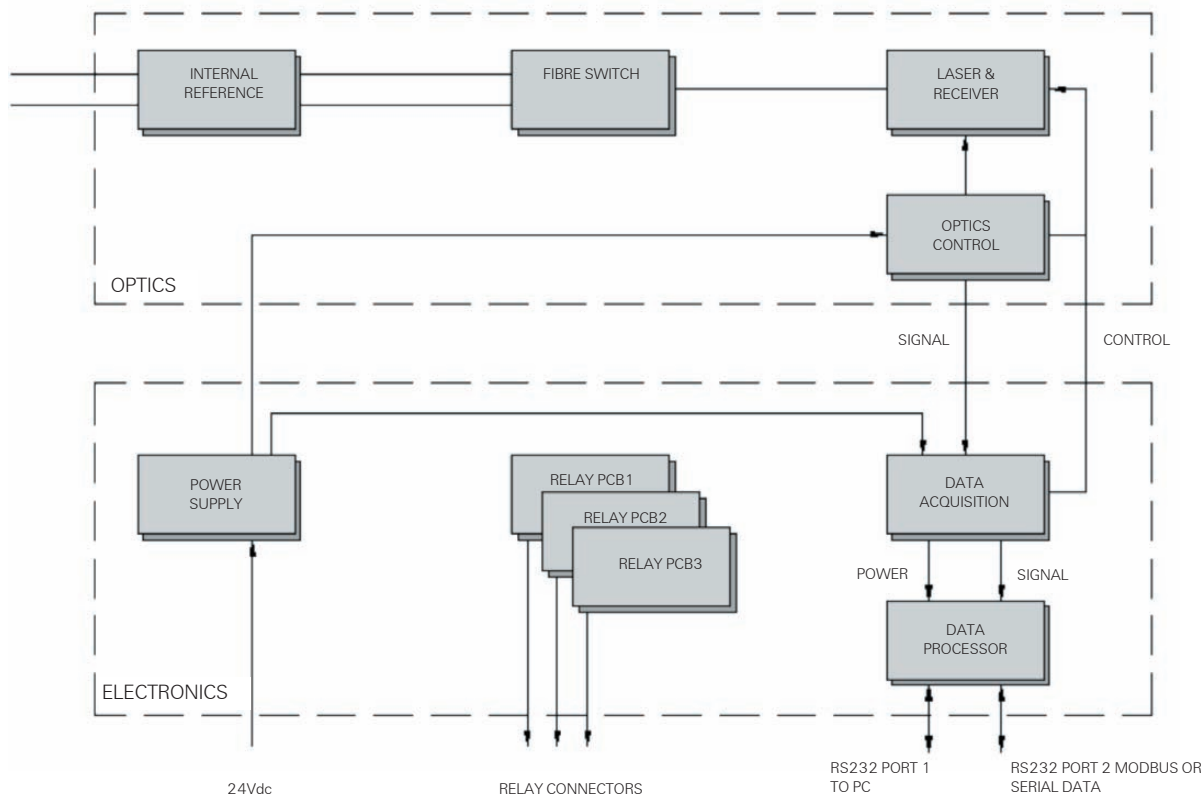 INTERNAL
REFERENCE
FIBRE SWITCH
LASER &
RECEIVER
OPTICS
CONTROL
OPTICS
SIGNAL
CONTROL
POWER
SUPPLY
RELAY PCB1
RELAY PCB2
RELAY PCB3
DATA
ACQUISITION
POWER
SIGNAL
DATA
PROCESSOR
ELECTRONICS
24Vdc
RELAY CONNECTORS
RS232 PORT 1
TO PC
RS232 PORT 2 MODBUS OR
SERIAL DATA